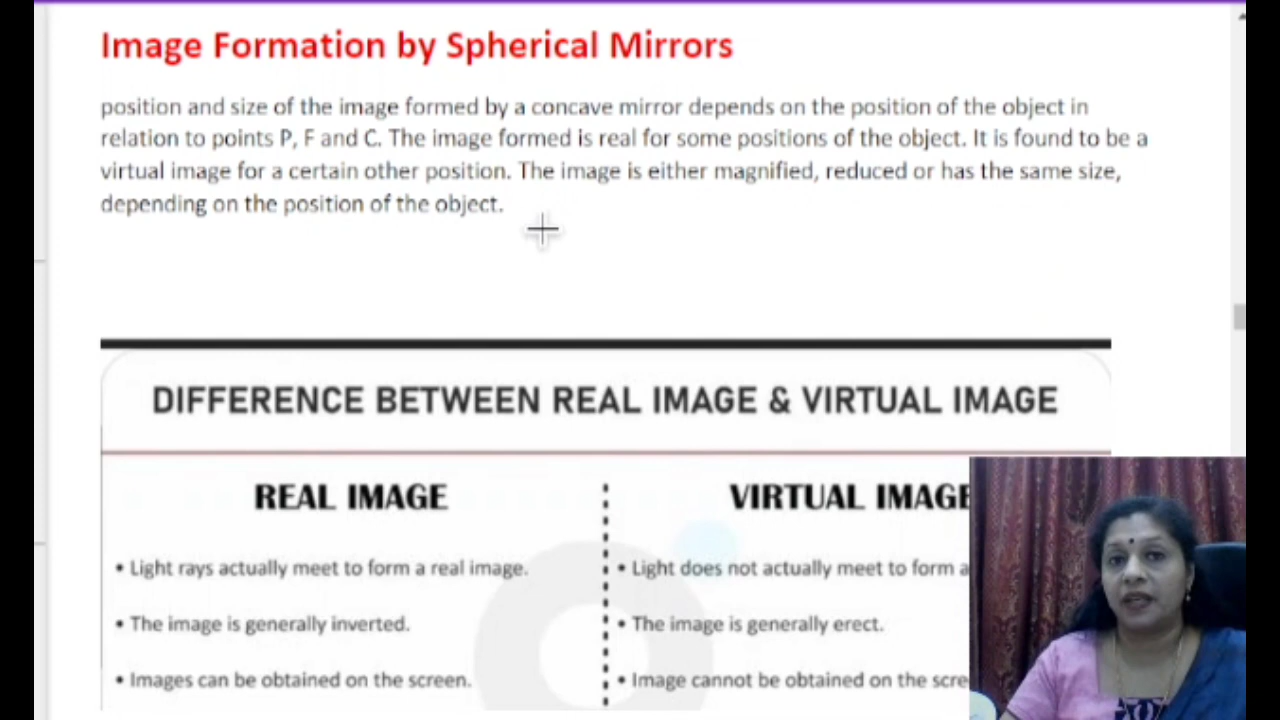 Image Formation by Spherical Mirrors
position and size of the image formed by a concave mirror depends on the position of the object in
relation to points P, F and C. The image formed is real for some positions of the object. It is found to be a
virtual image for a certain other position. The image is either magnified, reduced or has the same size,
depending on the position of the object.
DIFFERENCE BETWEEN REAL IMAGE & VIRTUAL IMAGE
REAL IMAGE
• Light rays actually meet to form a real image.
• The image is generally inverted.
• Images can be obtained on the screen.
VIRTUAL IMAGE
• Light does not actually meet to form a
• The image is generally erect.
• Image cannot be obtained on the